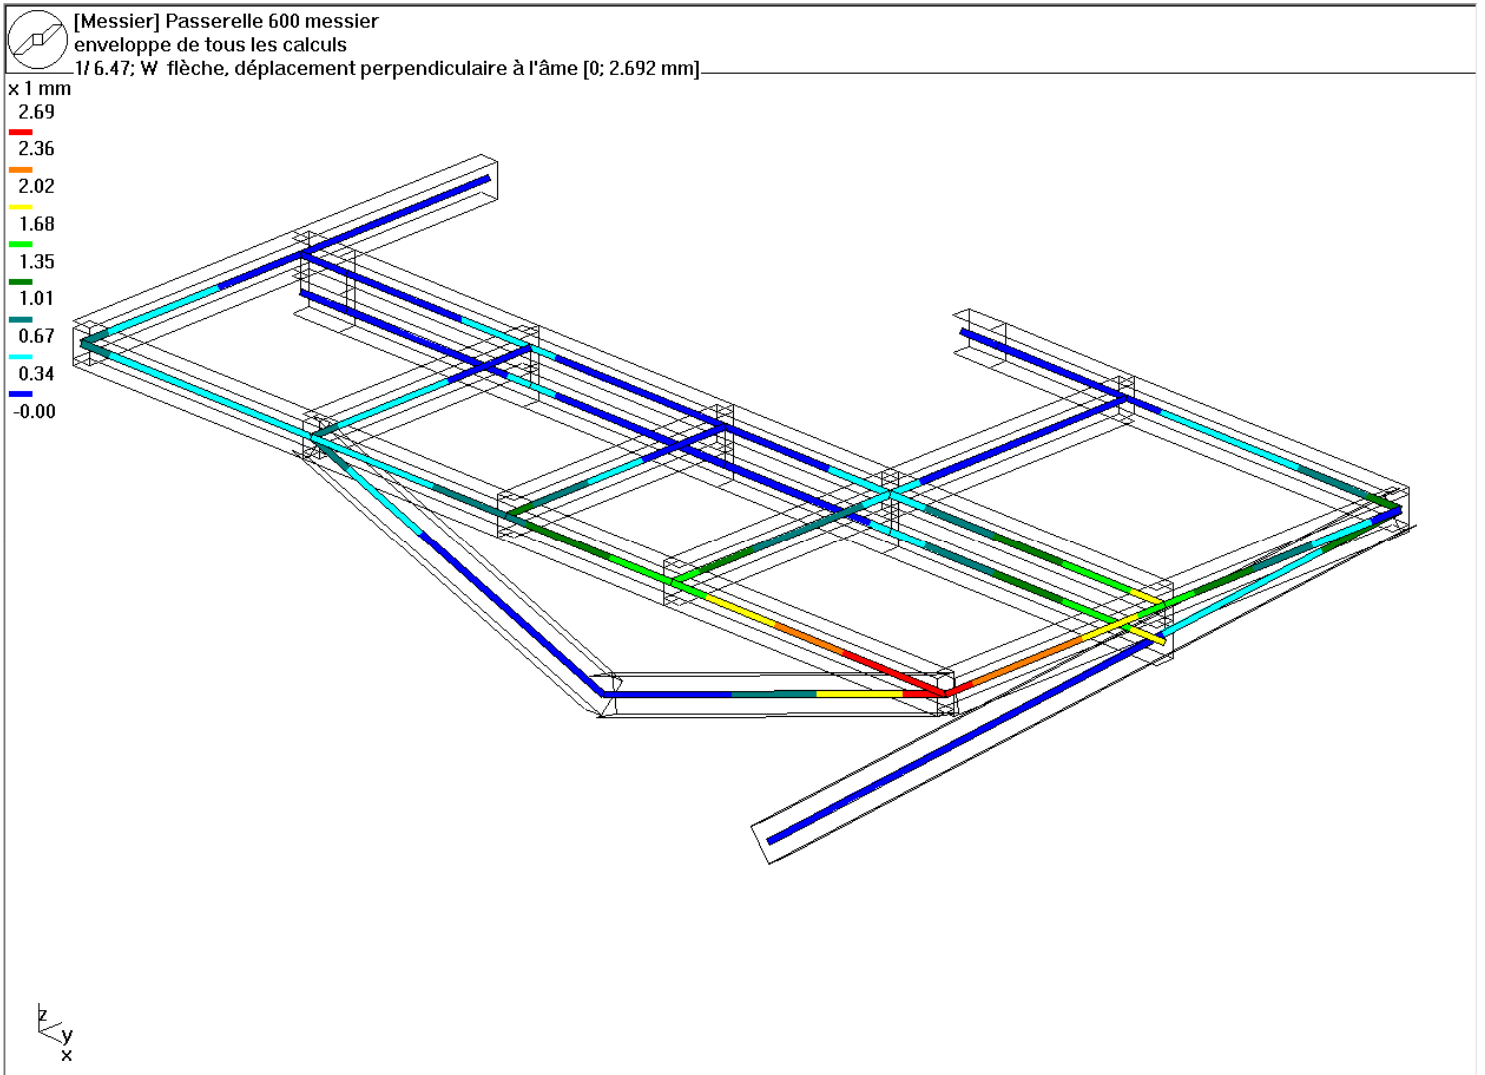 [Messier] Passerelle 600 messier
enveloppe de tous les calculs
1/ 6.47; W flèche, déplacement perpendiculaire à l'âme [0; 2.692 mm]
x 1 mm
2.69
2.36
2.02
1.68
1.35
1.01
0.67
0.34
-0.00
z
y
x